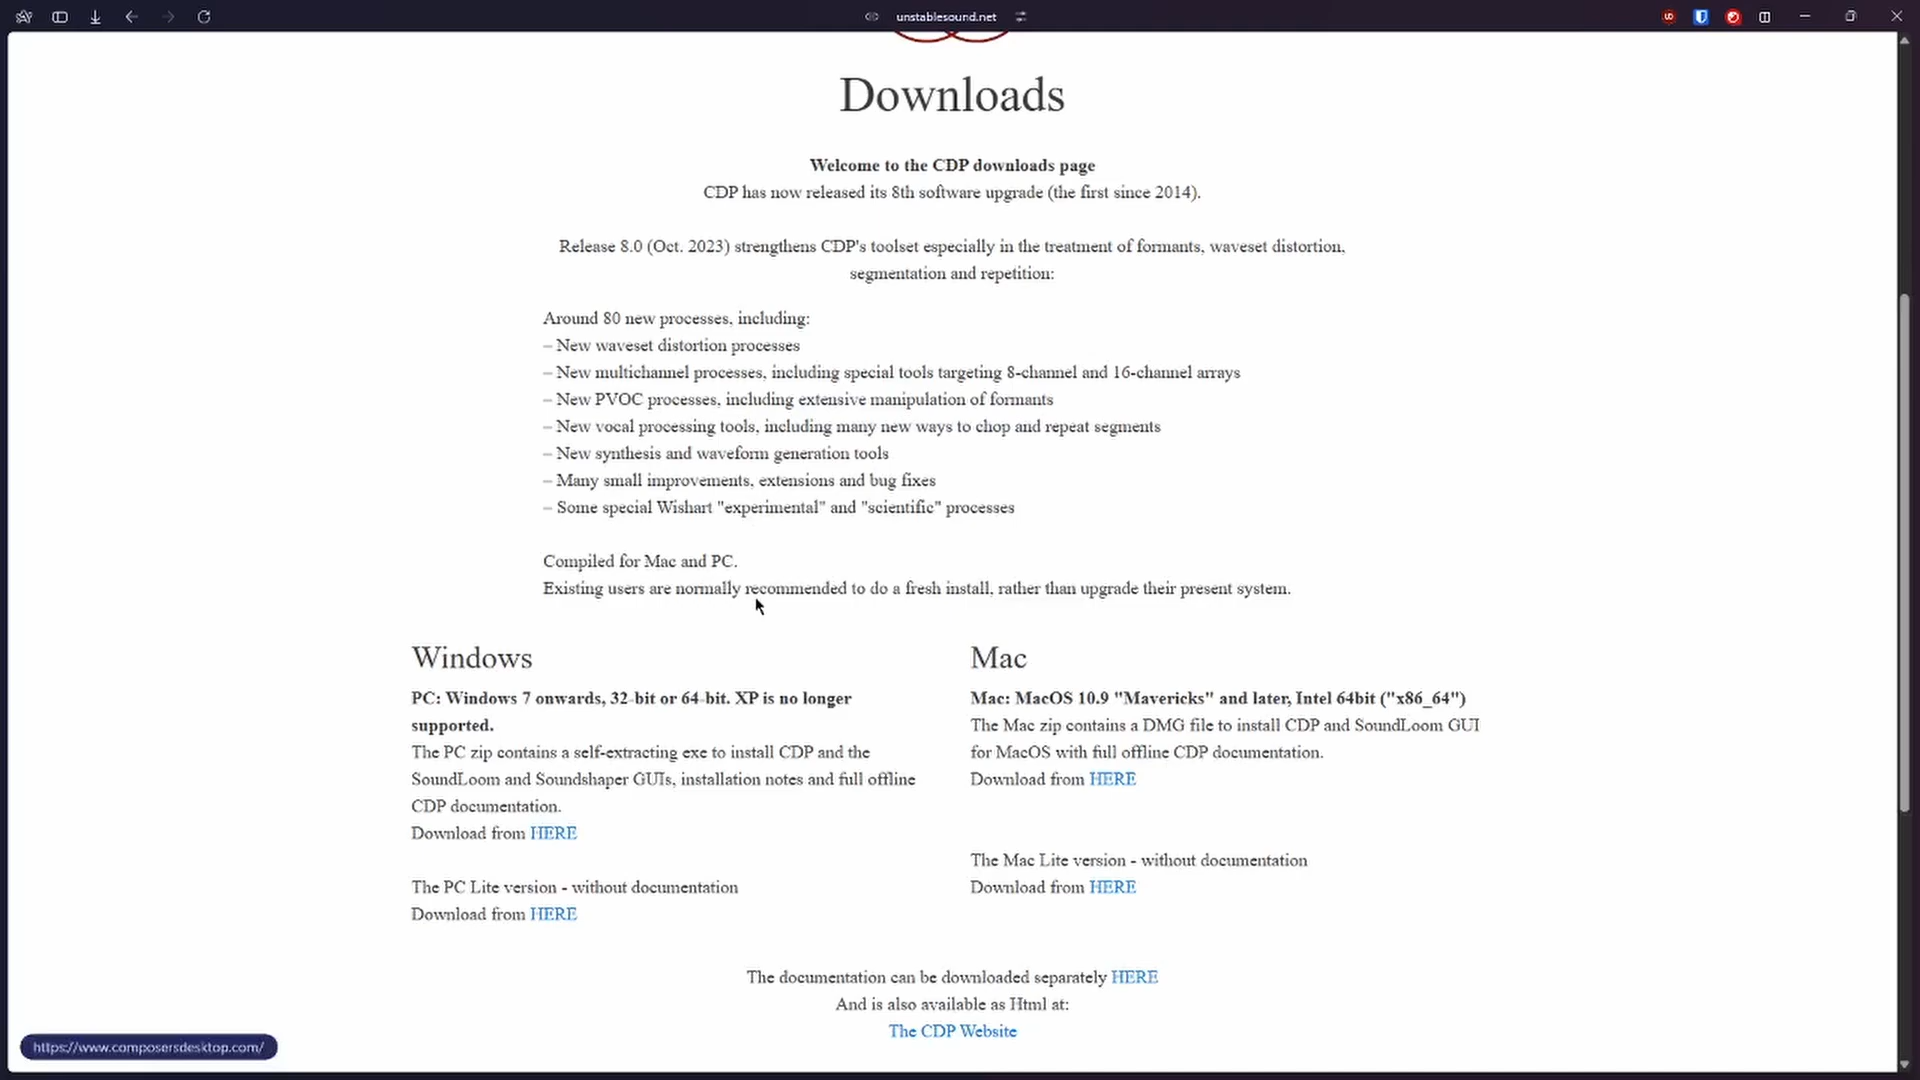 unstablesound.net
Downloads
Welcome to the CDP downloads page
CDP has now released its 8th software upgrade (the first since 2014).
Release 8.0 (Oct. 2023) strengthens CDP's toolset especially in the treatment of formants, waveset distortion,
segmentation and repetition:
Around 80 new processes, including:
– New waveset distortion processes
– New multichannel processes, including special tools targeting 8-channel and 16-channel arrays
– New PVOC processes, including extensive manipulation of formants
– New vocal processing tools, including many new ways to chop and repeat segments
– New synthesis and waveform generation tools
– Many small improvements, extensions and bug fixes
– Some special Wishart "experimental" and "scientific" processes
Compiled for Mac and PC.
Existing users are normally recommended to do a fresh install, rather than upgrade their present system.
Windows
PC: Windows 7 onwards, 32-bit or 64-bit. XP is no longer
supported.
The PC zip contains a self-extracting exe to install CDP and the
SoundLoom and Soundshaper GUIs, installation notes and full offline
CDP documentation.
Download from HERE
The PC Lite version - without documentation
Download from HERE
Mac
Mac: MacOS 10.9 "Mavericks" and later, Intel 64bit ("x86_64")
The Mac zip contains a DMG file to install CDP and SoundLoom GUI
for MacOS with full offline CDP documentation.
Download from HERE
The Mac Lite version - without documentation
Download from HERE
The documentation can be downloaded separately HERE
And is also available as Html at:
The CDP Website
https://www.composersdesktop.com/